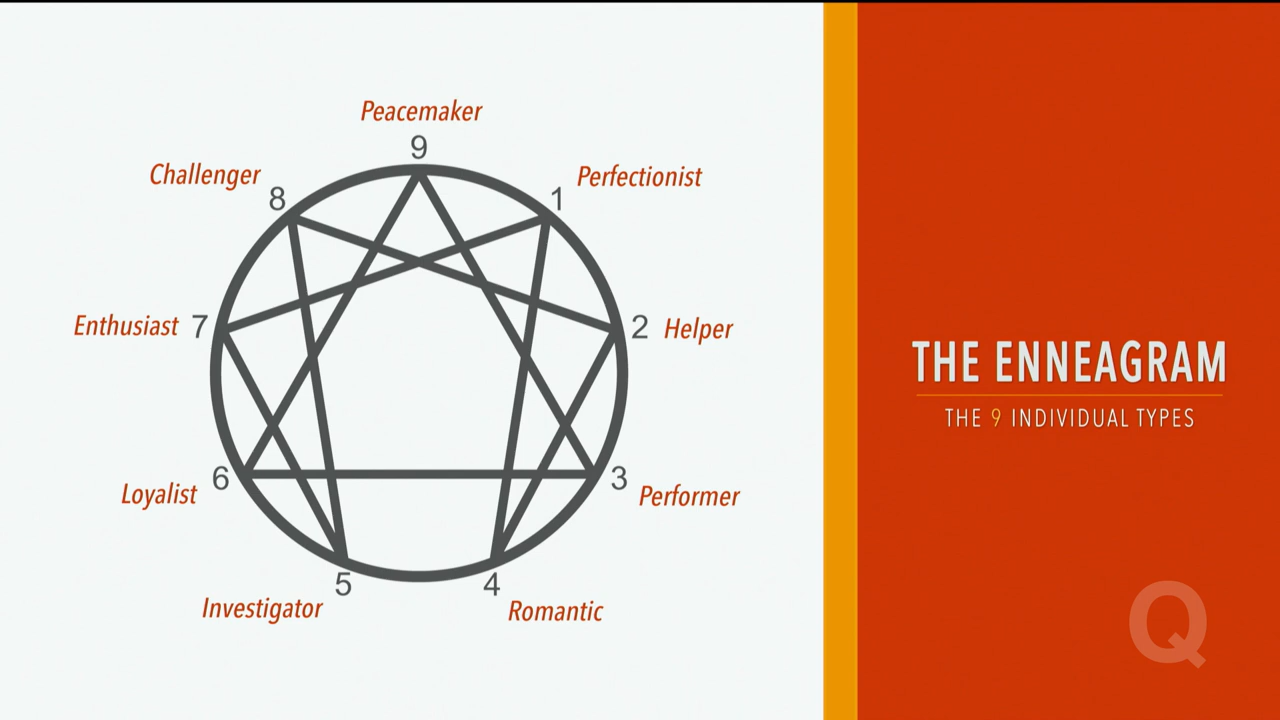 Peacemaker
9
Challenger
8
1
Perfectionist
Enthusiast 7
2 Helper
6
Loyalist
3
Performer
5
Investigator
4
Romantic
THE ENNEAGRAM
THE 9 INDIVIDUAL TYPES
Q